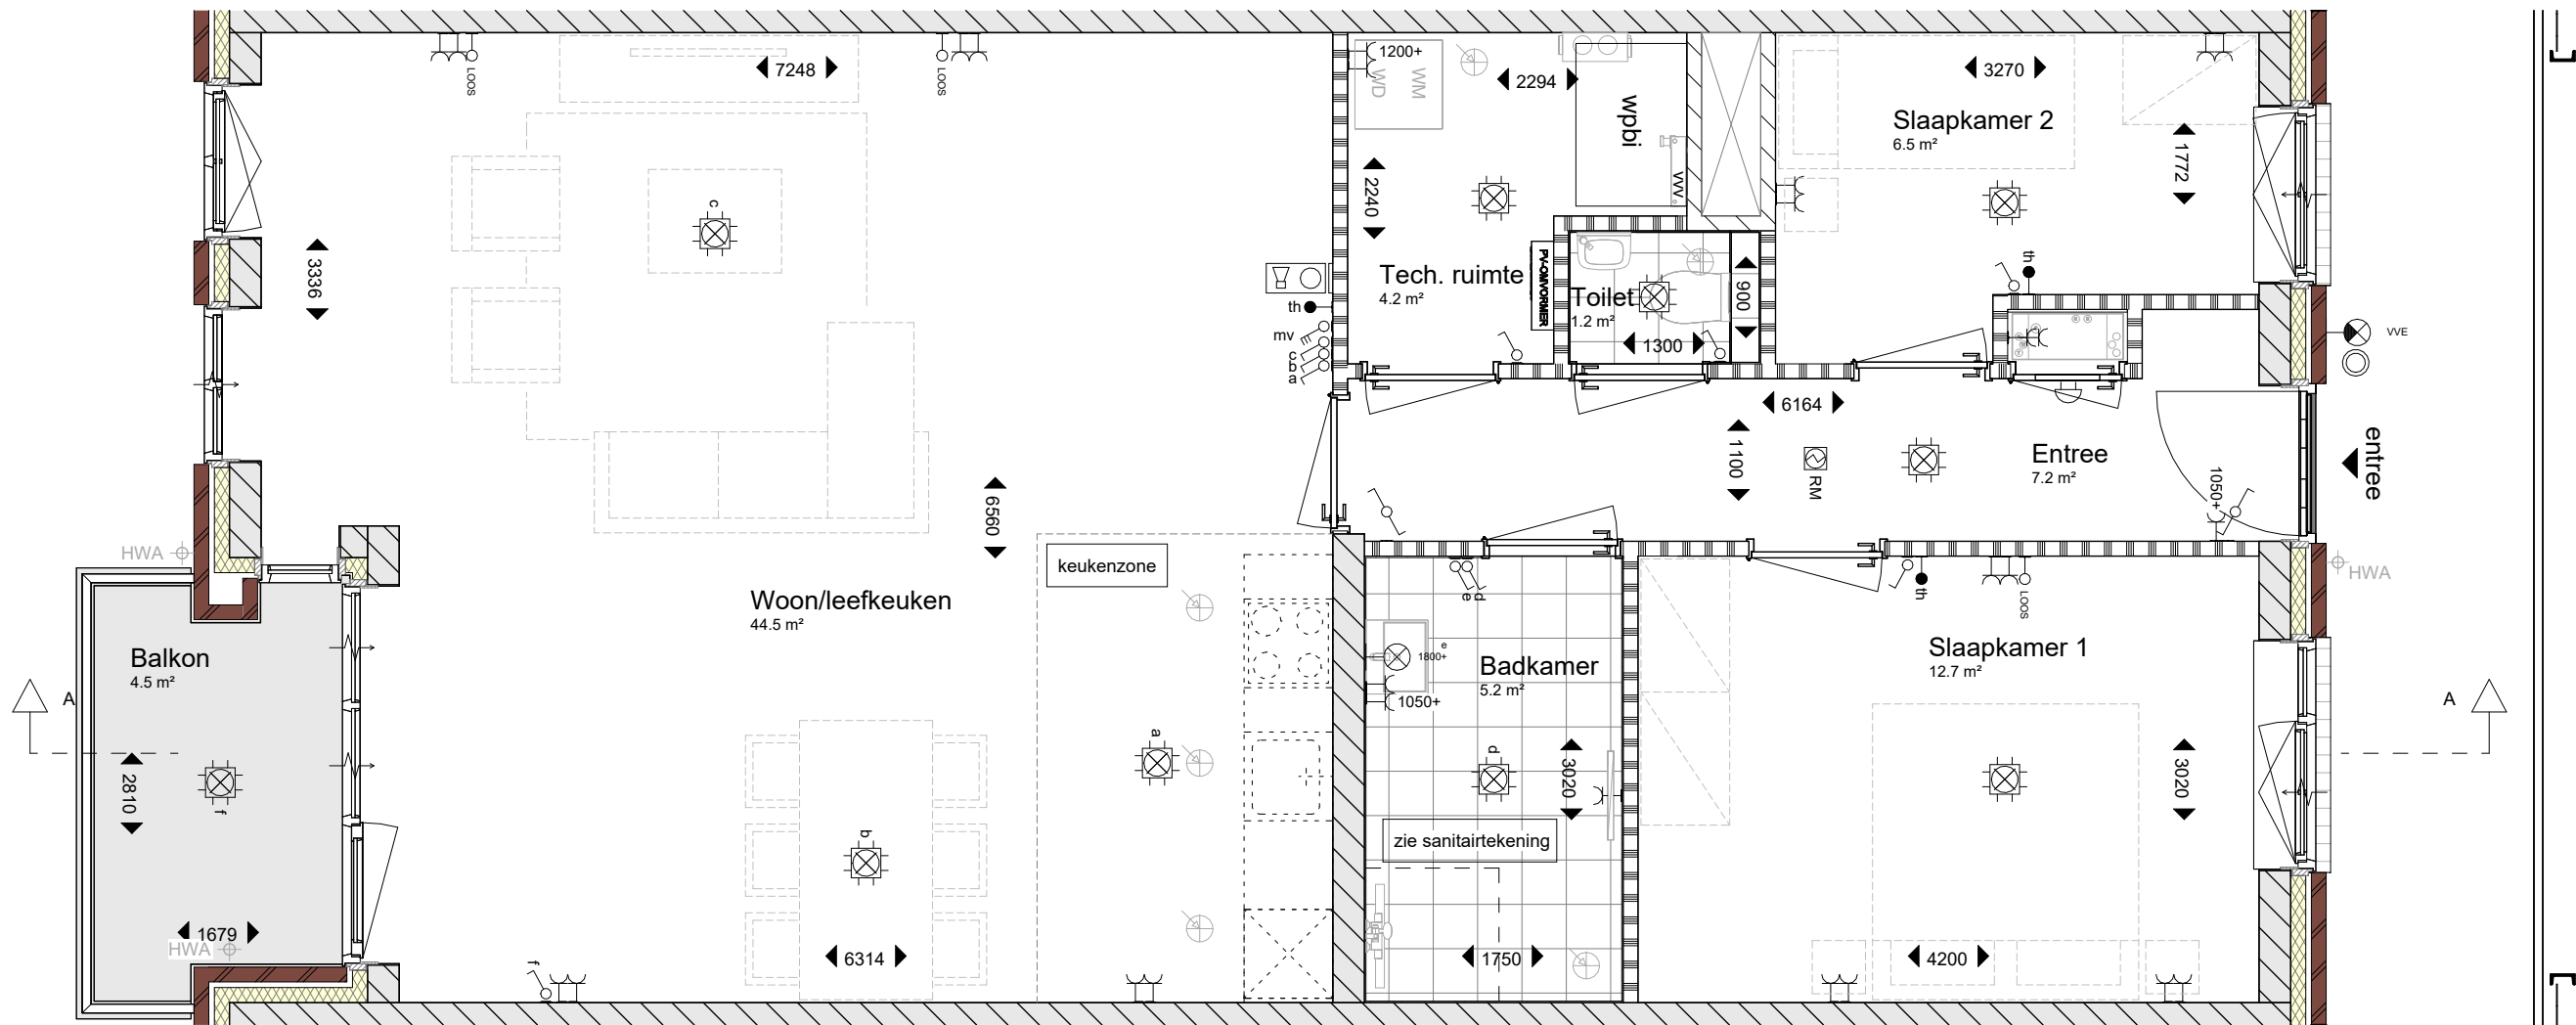 LOOS
LOOS
7248
1200+
WD
WM
2294
wpbi
VVV
3270
Slaapkamer 2
6.5 m²
1772
c
3336
2240
Tech. ruimte
4.2 m²
PV-OMVORMER
Toilet
1.2 m²
900
1300
th
th
mv
c
b
a
VVE
6164
1100
RM
Entree
7.2 m²
1050+
entree
6560
HWA
keukenzone
Woon/leefkeuken
44.5 m²
e
d
th
LOOS
HWA
Balkon
4.5 m²
A
e
1800+
1050+
Badkamer
5.2 m²
Slaapkamer 1
12.7 m²
A
a
d
2810
f
3020
3020
b
zie sanitairtekening
1679
HWA
f
6314
1750
4200